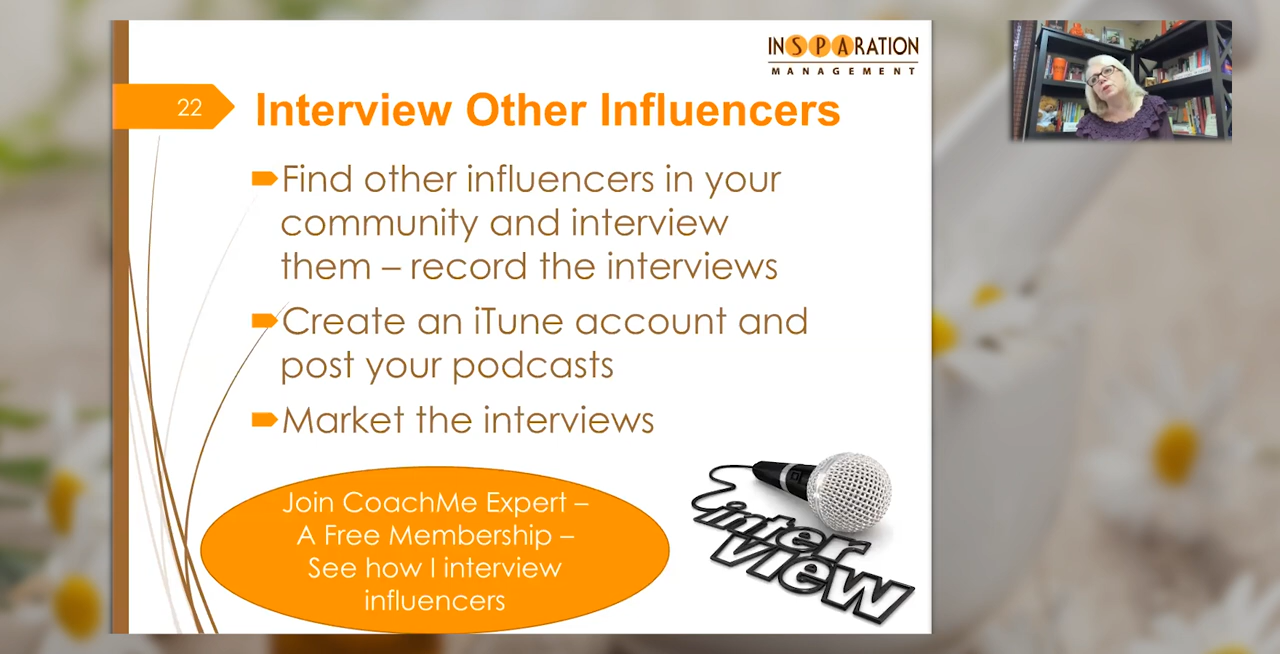 INSPARATION
MANAGEMENT
22
Interview Other Influencers
Find other influencers in your
community and interview
them – record the interviews
Create an iTune account and
post your podcasts
Market the interviews
Join CoachMe Expert –
A Free Membership –
See how I interview
influencers
inter
view